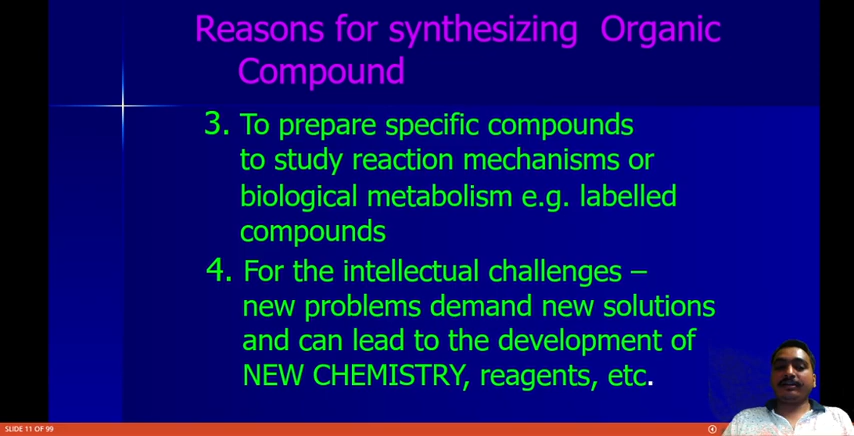 Reasons for synthesizing Organic
Compound
3. To prepare specific compounds
to study reaction mechanisms or
biological metabolism e.g. labelled
compounds
4. For the intellectual challenges –
new problems demand new solutions
and can lead to the development of
NEW CHEMISTRY, reagents, etc.
SLIDE 11 OF 99